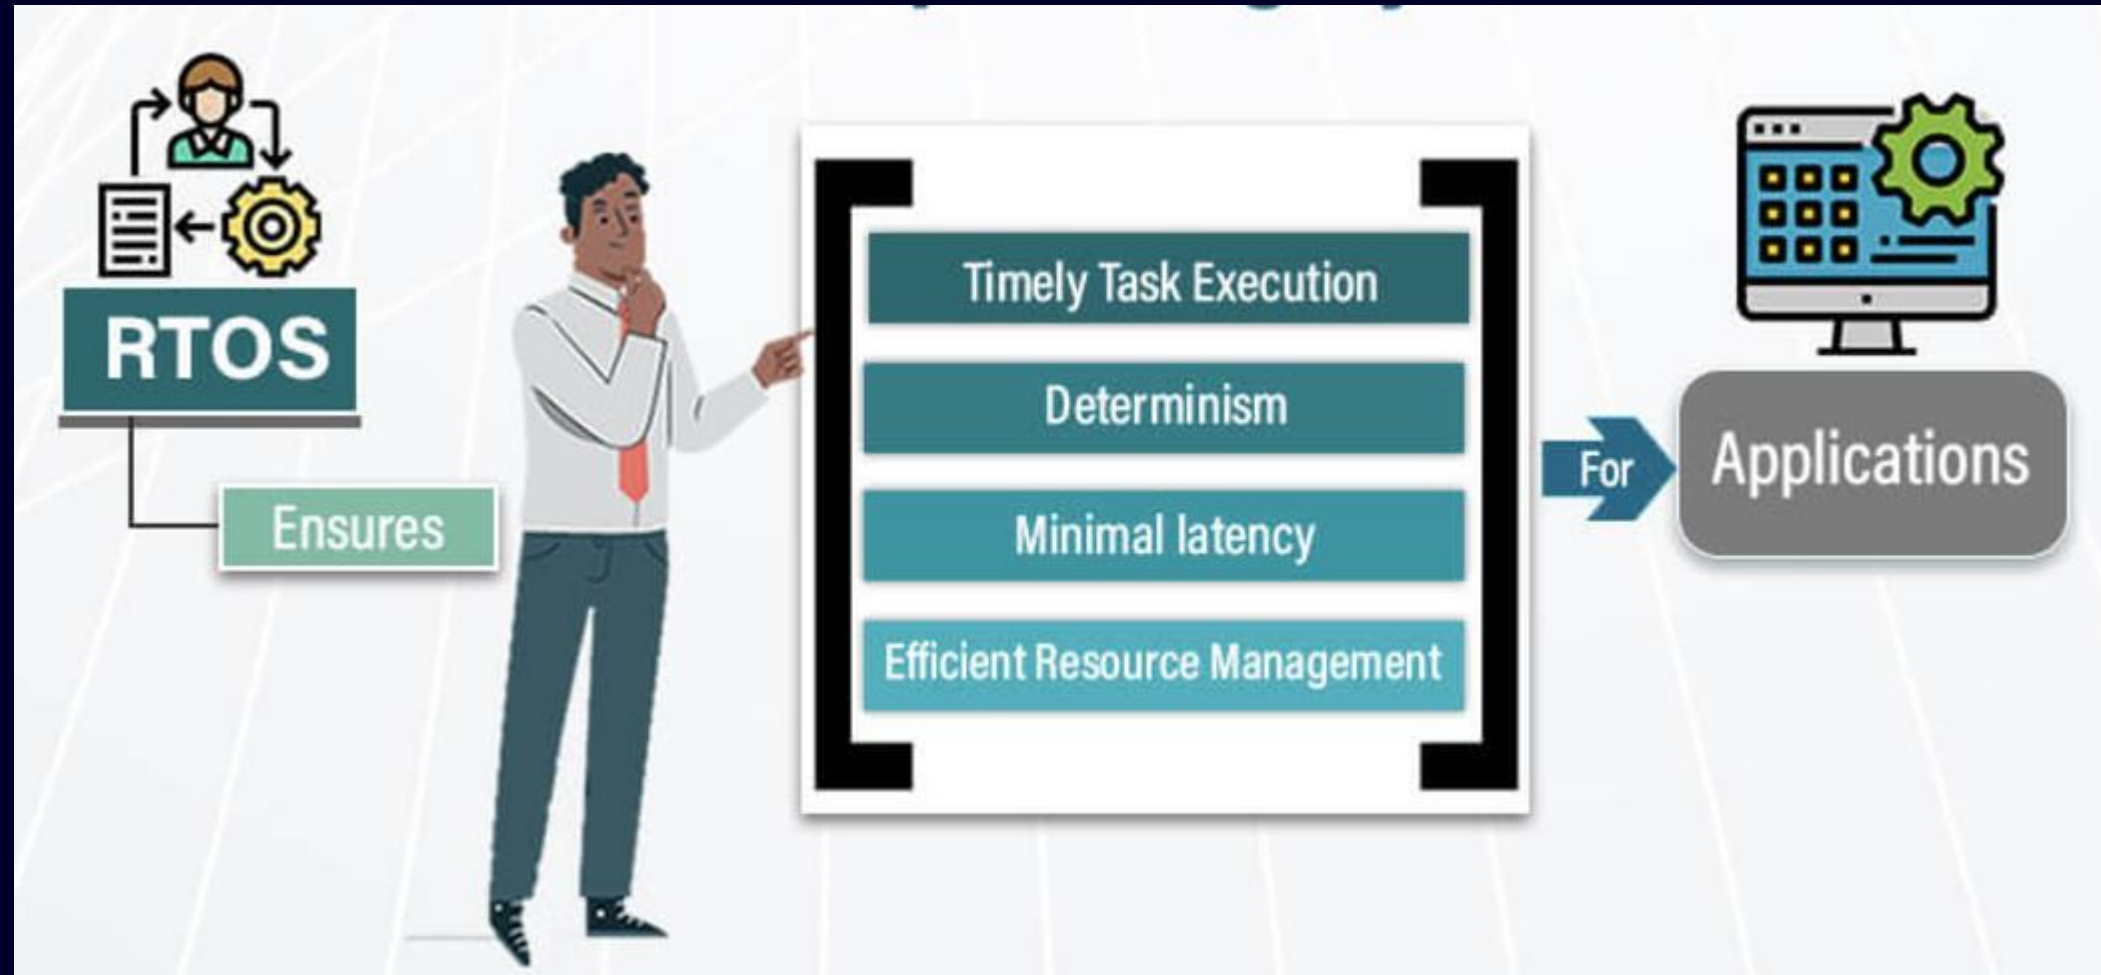 RTOS
Ensures
Timely Task Execution
Determinism
Minimal latency
Efficient Resource Management
For
Applications